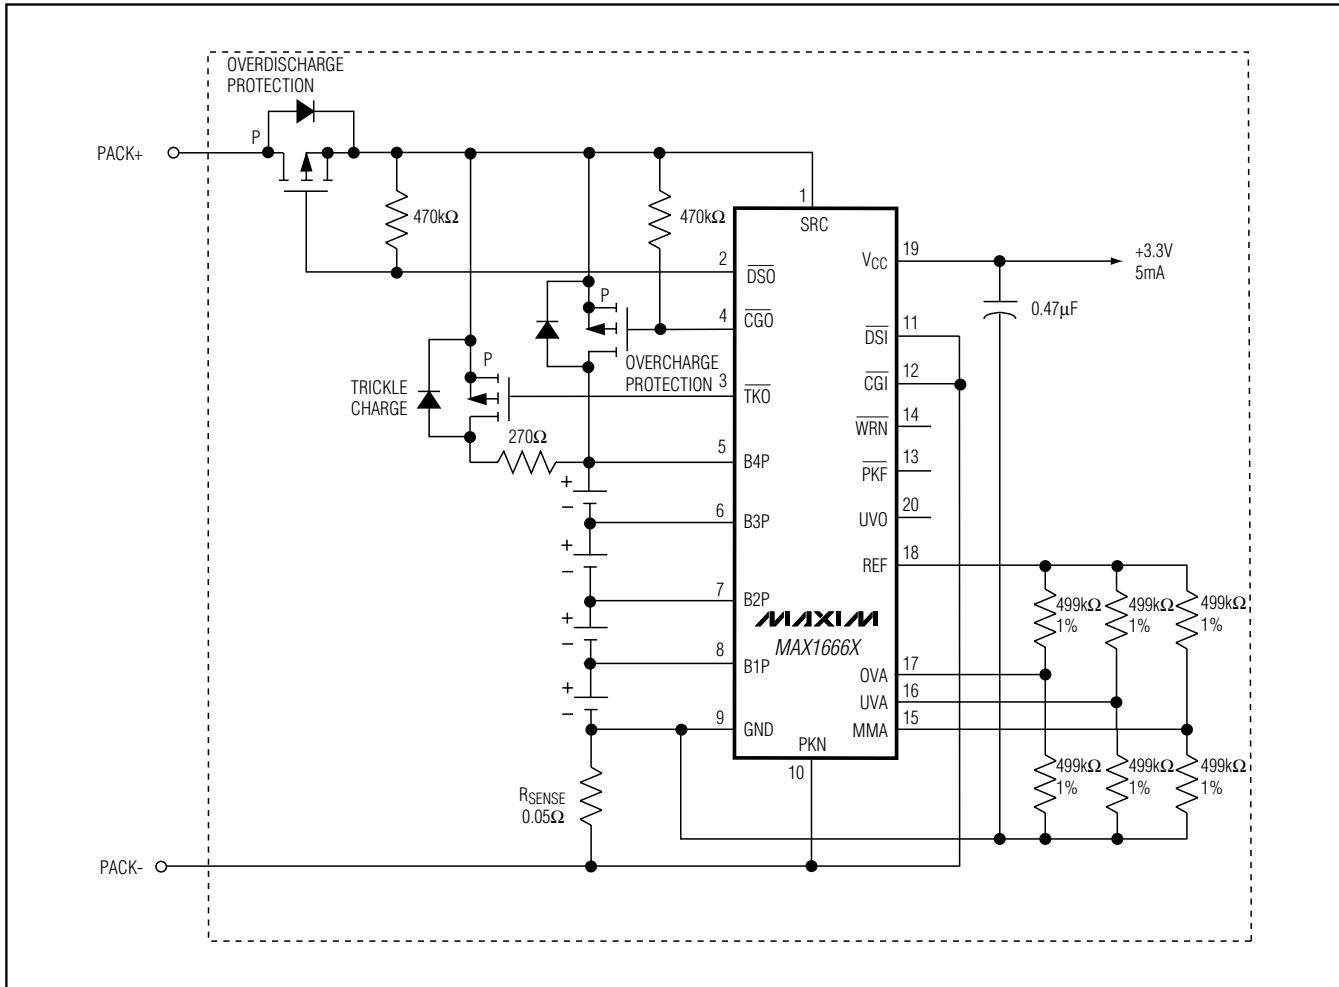 OVERDISCHARGE
PROTECTION
P
PACK+
470kΩ
470kΩ
1
SRC
2
DSO
VCC
19
+3.3V
5mA
0.47µF
P
4
CGO
DSI
11
OVERCHARGE
PROTECTION
CGI
12
P
TRICKLE
CHARGE
3
TKO
WRN
14
270Ω
5
B4P
PKF
13
+
−
6
B3P
UVO
20
+
−
REF
18
7
B2P
499kΩ
1%
499kΩ
1%
499kΩ
1%
MAXIM
MAX1666X
+
−
8
B1P
OVA
17
+
−
UVA
16
9
GND
MMA
15
PKN
10
499kΩ
1%
499kΩ
1%
499kΩ
1%
RSENSE
0.05Ω
PACK-